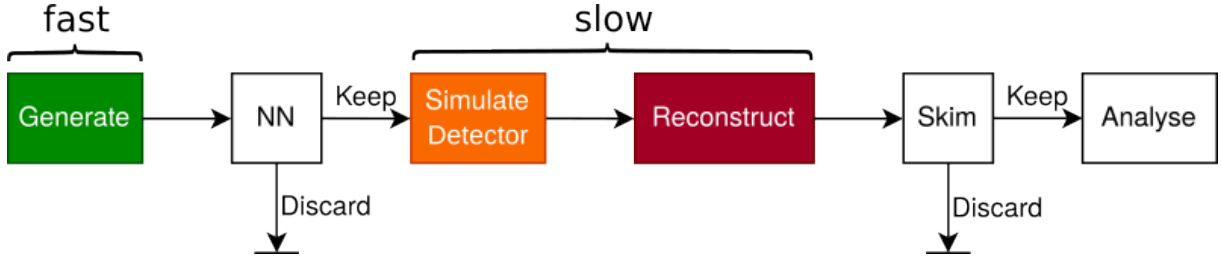 fast
slow
Generate
NN
Keep
Simulate
Detector
Reconstruct
Skim
Keep
Analyse
Discard
Discard